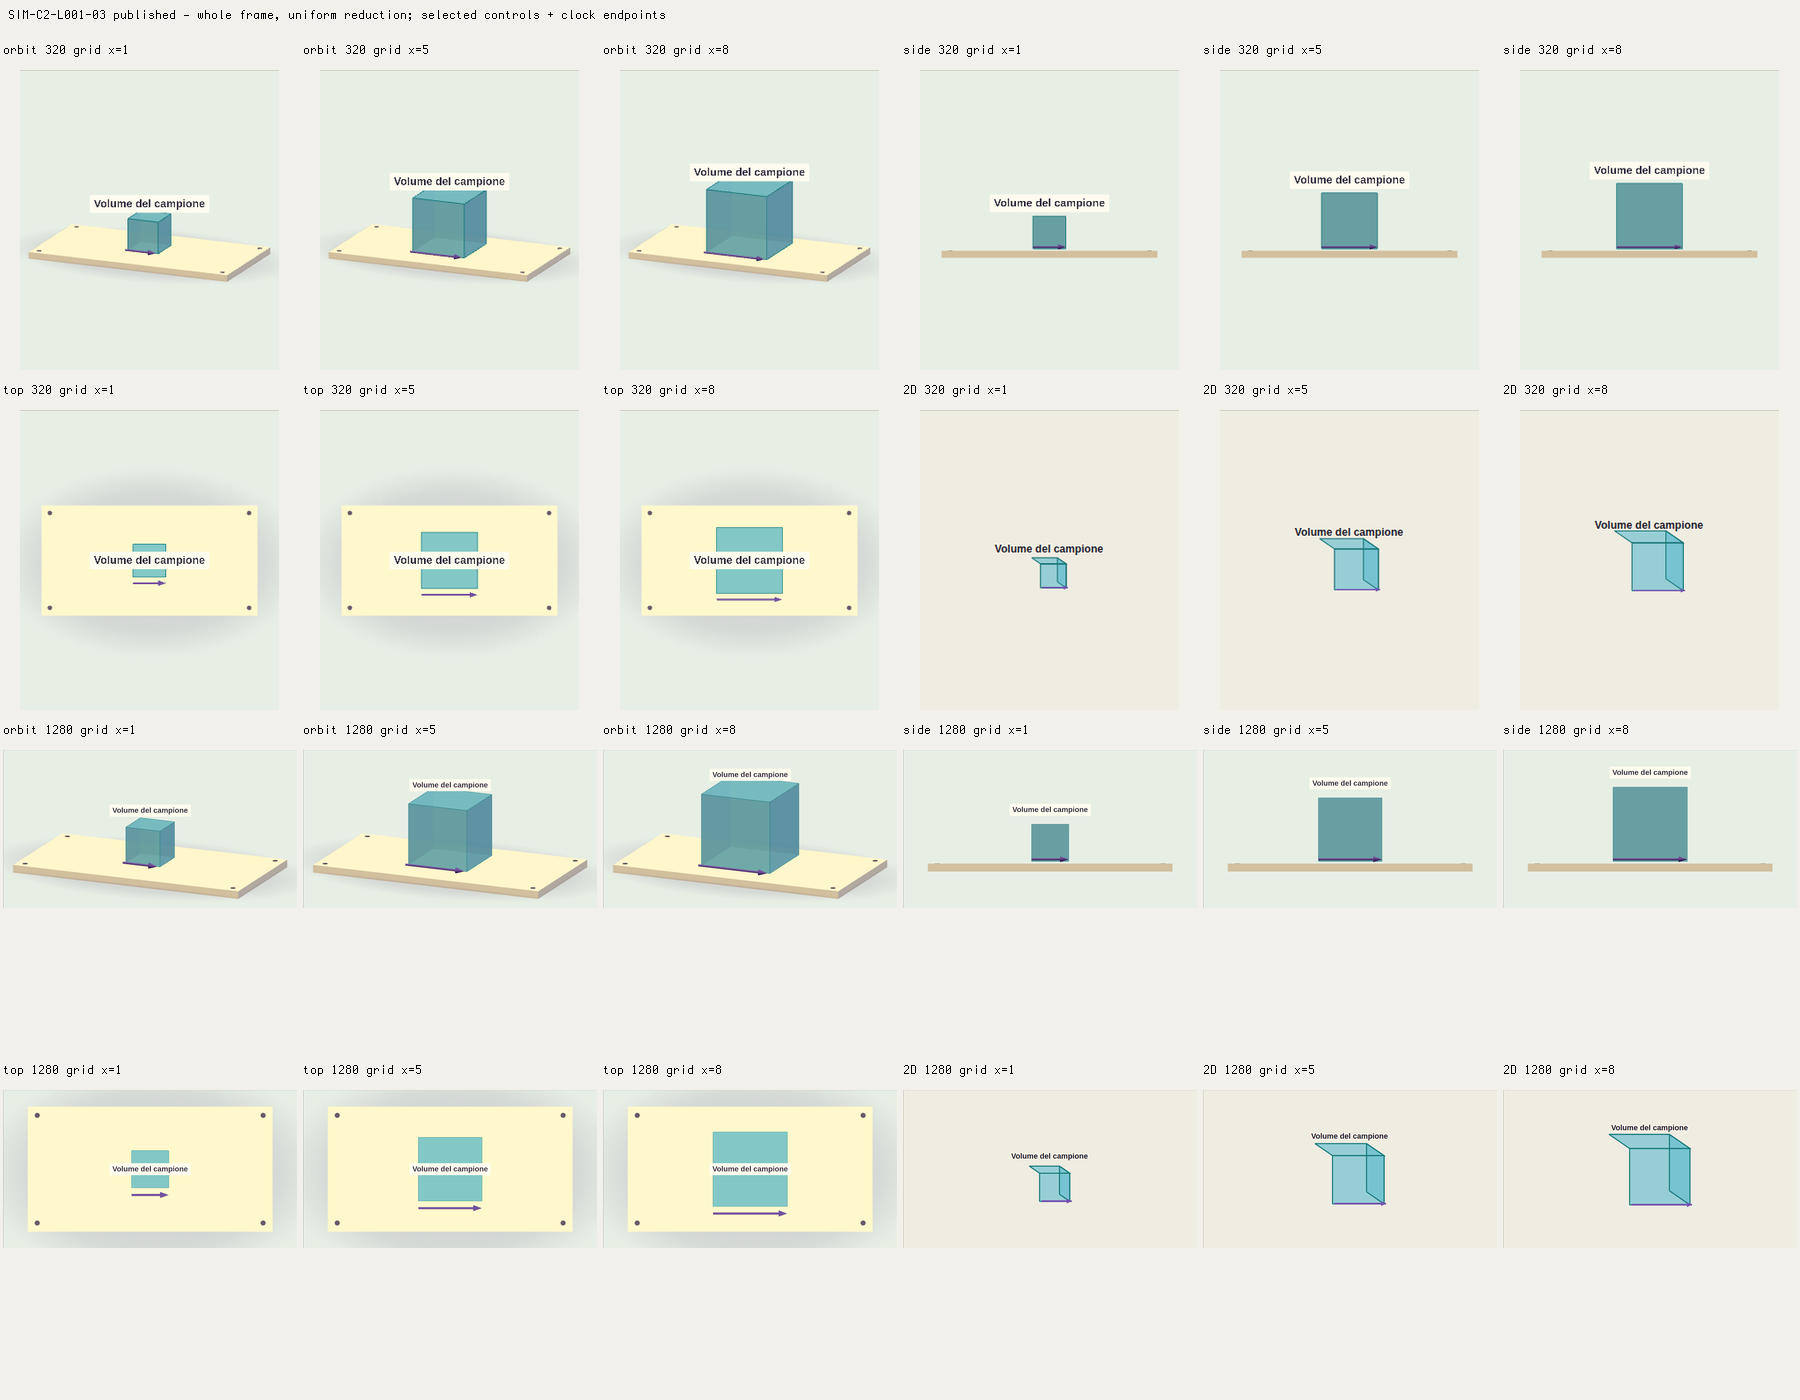 SIM-C2-L001-03 published — whole frame, uniform reduction; selected controls + clock endpoints
orbit 320 grid x=1
orbit 320 grid x=5
orbit 320 grid x=8
side 320 grid x=1
side 320 grid x=5
side 320 grid x=8
Volume del campione
Volume del campione
Volume del campione
Volume del campione
Volume del campione
Volume del campione
top 320 grid x=1
top 320 grid x=5
top 320 grid x=8
2D 320 grid x=1
2D 320 grid x=5
2D 320 grid x=8
Volume del campione
Volume del campione
Volume del campione
Volume del campione
Volume del campione
Volume del campione
orbit 1280 grid x=1
orbit 1280 grid x=5
orbit 1280 grid x=8
side 1280 grid x=1
side 1280 grid x=5
side 1280 grid x=8
Volume del campione
Volume del campione
Volume del campione
Volume del campione
Volume del campione
Volume del campione
top 1280 grid x=1
top 1280 grid x=5
top 1280 grid x=8
2D 1280 grid x=1
2D 1280 grid x=5
2D 1280 grid x=8
Volume del campione
Volume del campione
Volume del campione
Volume del campione
Volume del campione
Volume del campione